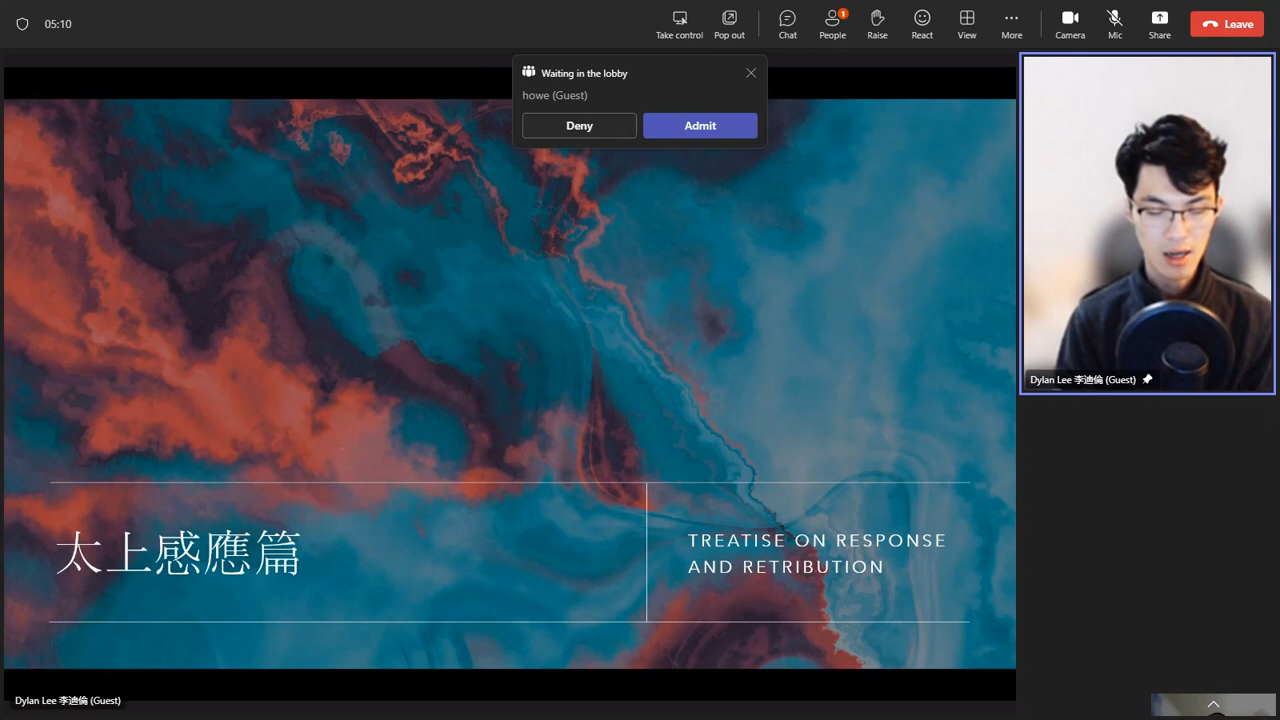 05:10
Take control
Pop out
Chat
1
People
Raise
React
View
More
Camera
Mic
Share
Leave
Waiting in the lobby
howe (Guest)
Deny
Admit
Dylan Lee 李迪倫 (Guest)
太上感應篇
TREATISE ON RESPONSE
AND RETRIBUTION
Dylan Lee 李迪倫 (Guest)